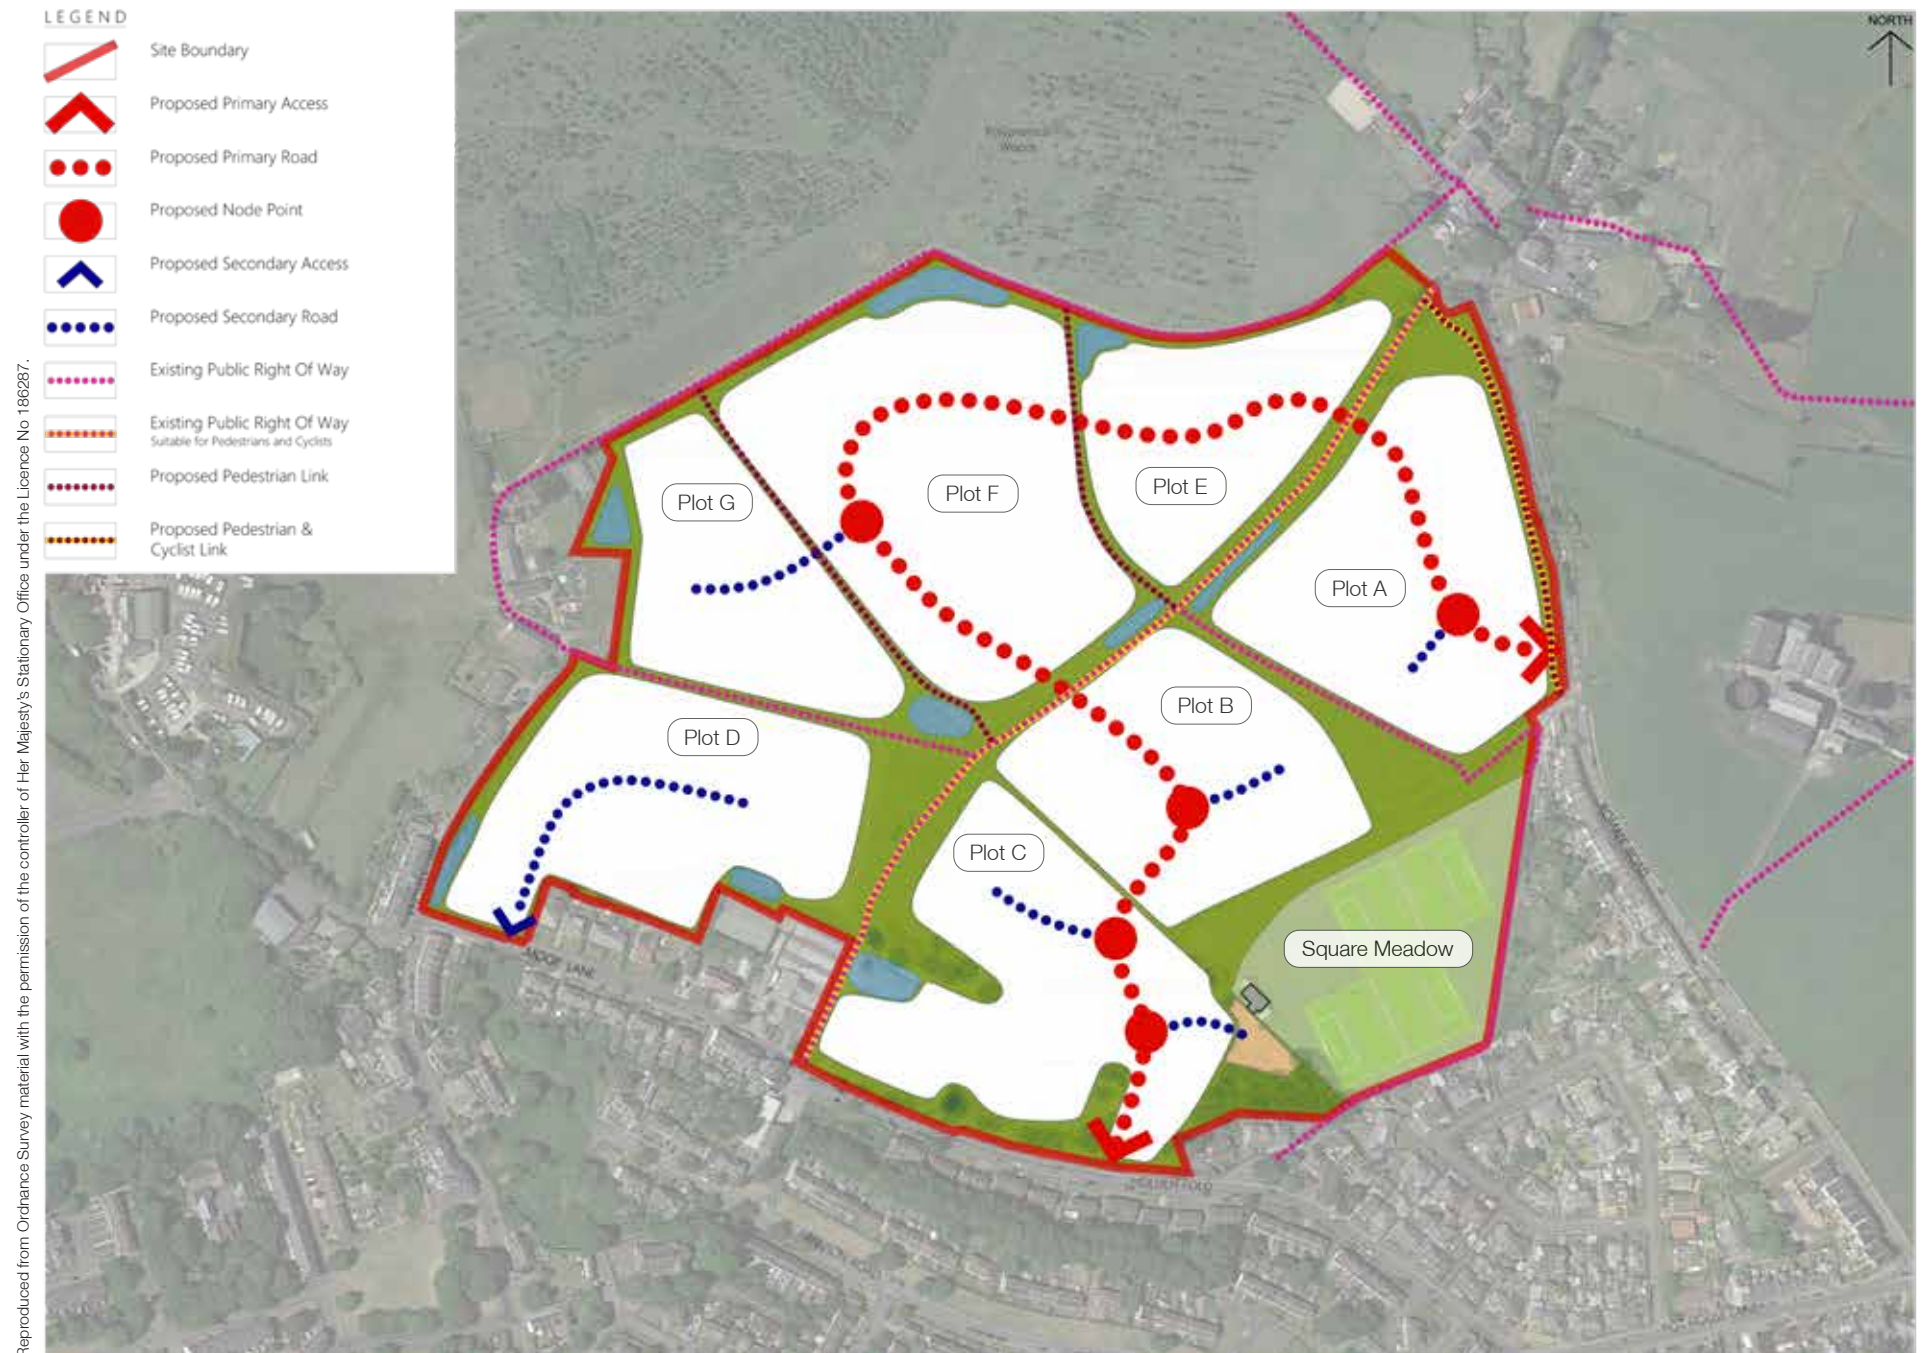 LEGEND
Site Boundary
Proposed Primary Access
Proposed Primary Road
Proposed Node Point
Proposed Secondary Access
Proposed Secondary Road
Existing Public Right Of Way
Existing Public Right Of Way
Suitable for Pedestrians and Cyclists
Proposed Pedestrian Link
Proposed Pedestrian &
Cyclist Link
Reproduced from Ordnance Survey material with the permission of the controller of Her Majesty's Stationary Office under the Licence No 186287.
NORTH
Woods
Plot G
Plot F
Plot E
Plot A
Plot B
Plot D
Plot C
Square Meadow
LANE
ROAD